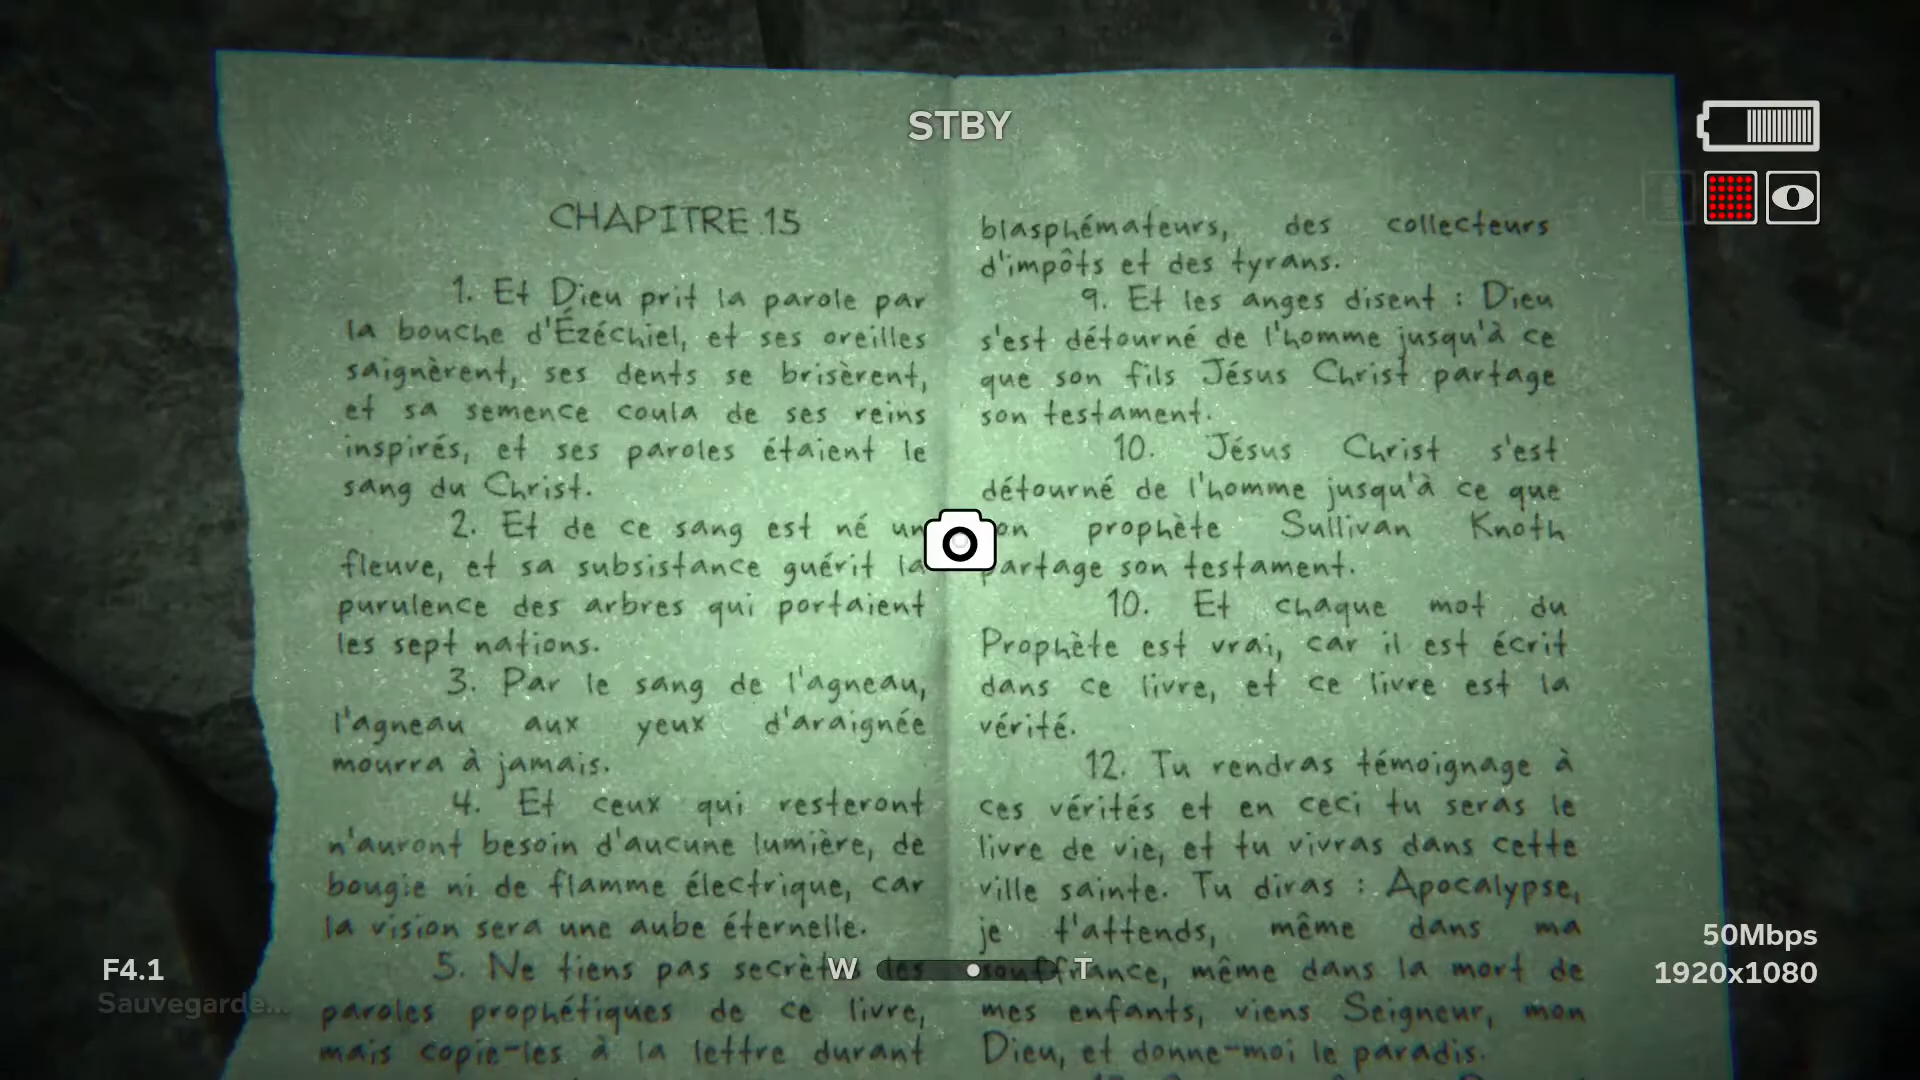 STBY
CHAPITRE 15
1. Et Dieu prit la parole par
la bouche d'Ézéchiel, et ses oreilles
saignèrent, ses dents se brisèrent,
et sa semence coula de ses reins
inspirés, et ses paroles étaient le
sang du Christ.
2. Et de ce sang est né un
fleuve, et sa subsistance guérit la
purulence des arbres qui portaient
les sept nations.
3. Par le sang de l'agneau,
l'agneau aux yeux d'araignée
mourra à jamais.
4. Et ceux qui resteront
n'auront besoin d'aucune lumière, de
bougie ni de flamme électrique, car
la vision sera une aube éternelle.
5. Ne tiens pas secrètes les
paroles prophétiques de ce livre,
mais copie-les à la lettre durant
blasphémateurs, des collecteurs
d'impôts et des tyrans.
9. Et les anges disent : Dieu
s'est détourné de l'homme jusqu'à ce
que son fils Jésus Christ partage
son testament.
10. Jésus Christ s'est
détourné de l'homme jusqu'à ce que
son prophète Sullivan Knoth
partage son testament.
10. Et chaque mot du
Prophète est vrai, car il est écrit
dans ce livre, et ce livre est la
vérité.
12. Tu rendras témoignage à
ces vérités et en ceci tu seras le
livre de vie, et tu vivras dans cette
ville sainte. Tu diras : Apocalypse,
je t'attends, même dans ma
souffrance, même dans la mort de
mes enfants, viens Seigneur, mon
Dieu, et donne-moi le paradis.
W T
F4.1
Sauvegarde...
50Mbps
1920x1080